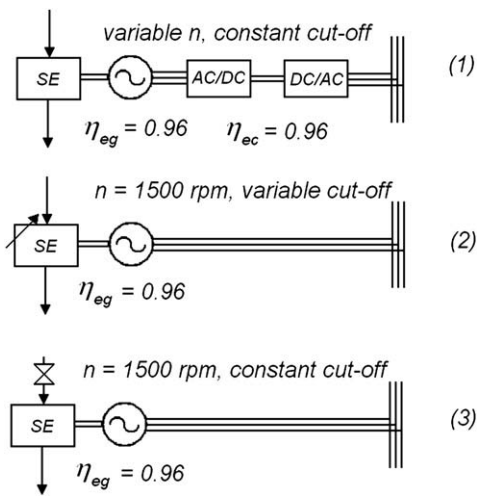 variable n, constant cut-off
(1)
SE
AC/DC
DC/AC
η_eg = 0.96
η_ec = 0.96
n = 1500 rpm, variable cut-off
(2)
SE
η_eg = 0.96
n = 1500 rpm, constant cut-off
(3)
SE
η_eg = 0.96